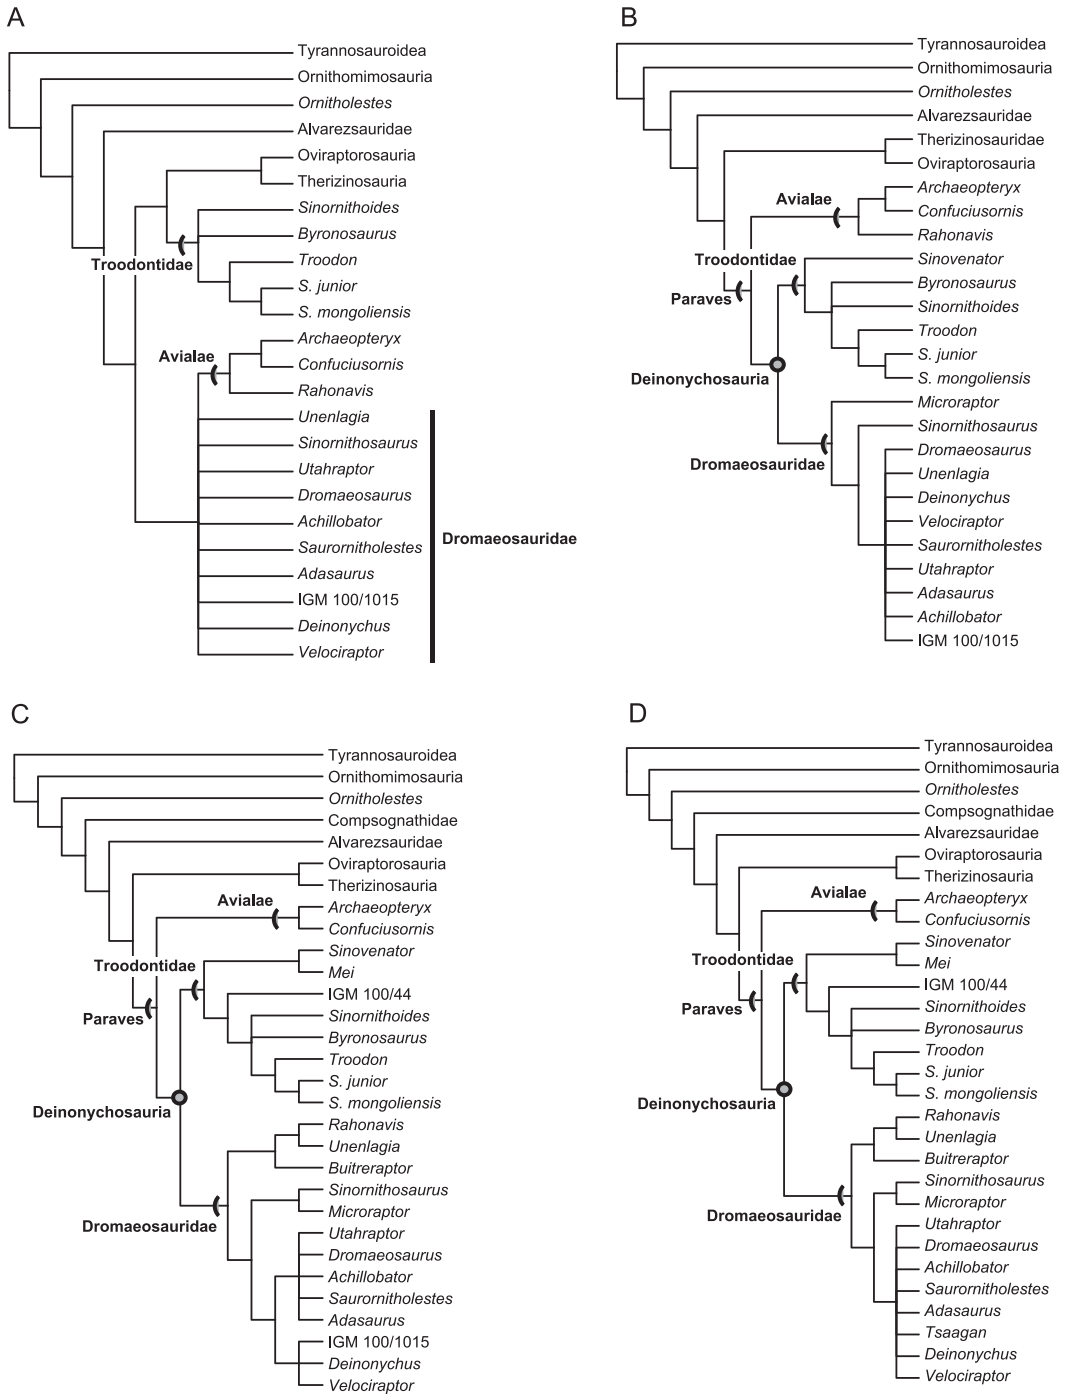 A
Tyrannosauroidea
Ornithomimosauria
Ornitholestes
Alvarezsauridae
Oviraptorosauria
Therizinosauria
Sinornithoides
Byronosaurus
Troodontidae
Troodon
S. junior
S. mongoliensis
Archaeopteryx
Avialae
Confuciusornis
Rahonavis
Unenlagia
Sinornithosaurus
Utahraptor
Dromaeosaurus
Achillobator
Dromaeosauridae
Saurornitholestes
Adasaurus
IGM 100/1015
Deinonychus
Velociraptor
B
Tyrannosauroidea
Ornithomimosauria
Ornitholestes
Alvarezsauridae
Therizinosauridae
Oviraptorosauria
Archaeopteryx
Avialae
Confuciusornis
Rahonavis
Troodontidae
Sinovenator
Byronosaurus
Paraves
Sinornithoides
Troodon
S. junior
Deinonychosauria
S. mongoliensis
Microraptor
Sinornithosaurus
Dromaeosaurus
Dromaeosauridae
Unenlagia
Deinonychus
Velociraptor
Saurornitholestes
Utahraptor
Adasaurus
Achillobator
IGM 100/1015
C
Tyrannosauroidea
Ornithomimosauria
Ornitholestes
Compsognathidae
Alvarezsauridae
Oviraptorosauria
Therizinosauria
Avialae
Archaeopteryx
Confuciusornis
Sinovenator
Troodontidae
Mei
IGM 100/44
Paraves
Sinornithoides
Byronosaurus
Troodon
S. junior
S. mongoliensis
Deinonychosauria
Rahonavis
Unenlagia
Buitreraptor
Sinornithosaurus
Microraptor
Dromaeosauridae
Utahraptor
Dromaeosaurus
Achillobator
Saurornitholestes
Adasaurus
IGM 100/1015
Deinonychus
Velociraptor
D
Tyrannosauroidea
Ornithomimosauria
Ornitholestes
Compsognathidae
Alvarezsauridae
Oviraptorosauria
Therizinosauria
Avialae
Archaeopteryx
Confuciusornis
Sinovenator
Troodontidae
Mei
IGM 100/44
Paraves
Sinornithoides
Byronosaurus
Troodon
S. junior
S. mongoliensis
Deinonychosauria
Rahonavis
Unenlagia
Buitreraptor
Sinornithosaurus
Microraptor
Dromaeosauridae
Utahraptor
Dromaeosaurus
Achillobator
Saurornitholestes
Adasaurus
Tsaagan
Deinonychus
Velociraptor